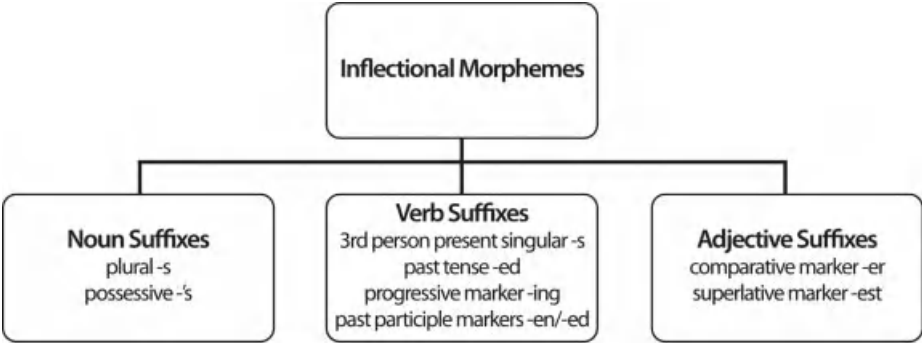 Inflectional Morphemes
Noun Suffixes
plural -s
possessive -'s
Verb Suffixes
3rd person present singular -s
past tense -ed
progressive marker -ing
past participle markers -en/-ed
Adjective Suffixes
comparative marker -er
superlative marker -est